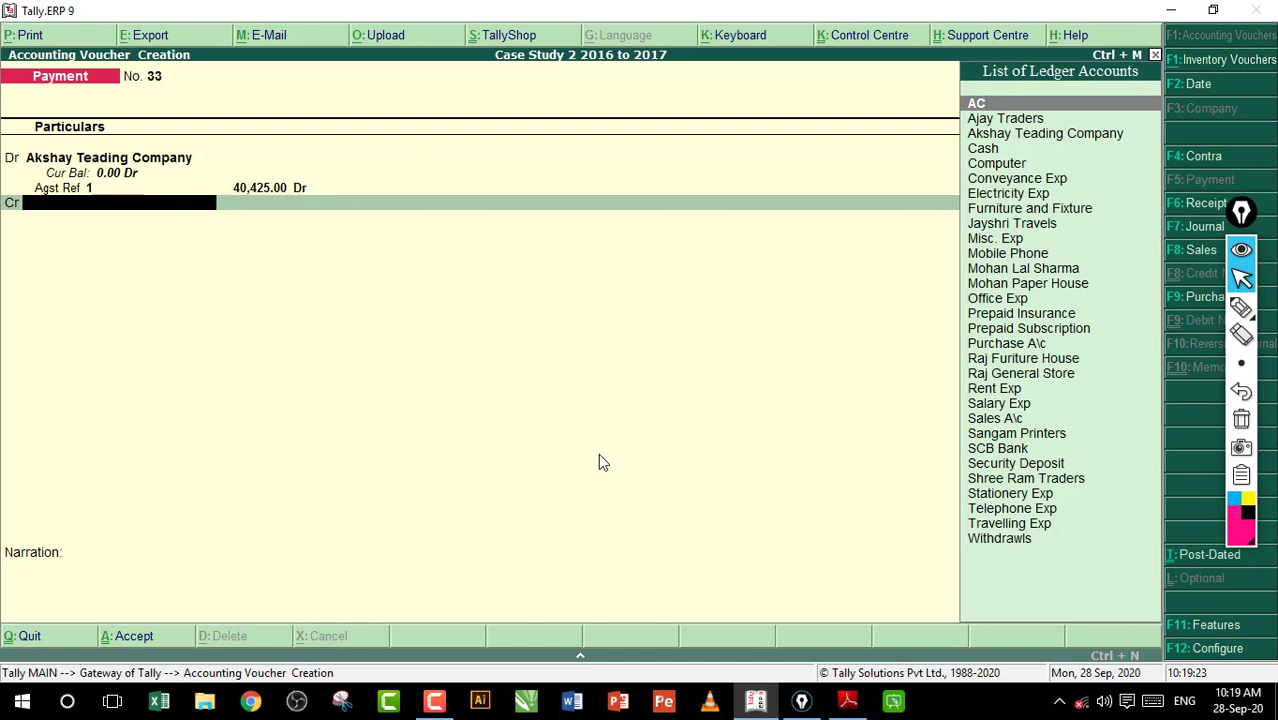 Tally.ERP 9
P: Print E: Export M: E-Mail O: Upload S: TallyShop G: Language K: Keyboard K: Control Centre H: Support Centre H: Help
Accounting Voucher Creation Case Study 2 2016 to 2017 Ctrl + M
Payment No. 33
Particulars
Dr Akshay Teading Company
Cur Bal: 0.00 Dr
Agst Ref 1 40,425.00 Dr
Cr
Narration:
List of Ledger Accounts
AC
Ajay Traders
Akshay Teading Company
Cash
Computer
Conveyance Exp
Electricity Exp
Furniture and Fixture
Jayshri Travels
Misc. Exp
Mobile Phone
Mohan Lal Sharma
Mohan Paper House
Office Exp
Prepaid Insurance
Prepaid Subscription
Purchase A\c
Raj Furiture House
Raj General Store
Rent Exp
Salary Exp
Sales A\c
Sangam Printers
SCB Bank
Security Deposit
Shree Ram Traders
Stationery Exp
Telephone Exp
Travelling Exp
Withdrawls
F1: Accounting Vouchers
F1: Inventory Vouchers
F2: Date
F3: Company
F4: Contra
F5: Payment
F6: Receipt
F7: Journal
F8: Sales
F8: Credit
F9: Purcha
F9: Debit N
F10: Revers
F10: Memo
T: Post-Dated
L: Optional
F11: Features
F12: Configure
Q: Quit A: Accept D: Delete X: Cancel
Ctrl + N
Tally MAIN --> Gateway of Tally --> Accounting Voucher Creation © Tally Solutions Pvt Ltd., 1988-2020 Mon, 28 Sep, 2020 10:19:23
Ai Pe ENG 10:19 AM
28-Sep-20